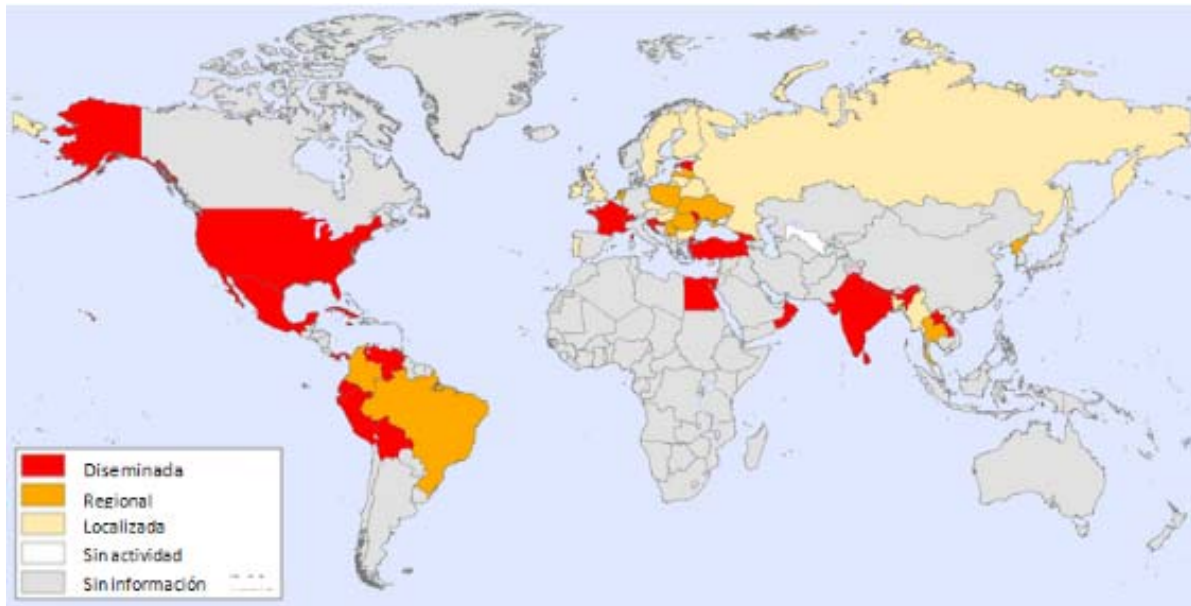 Diseminada
Regional
Localizada
Sin actividad
Sin información